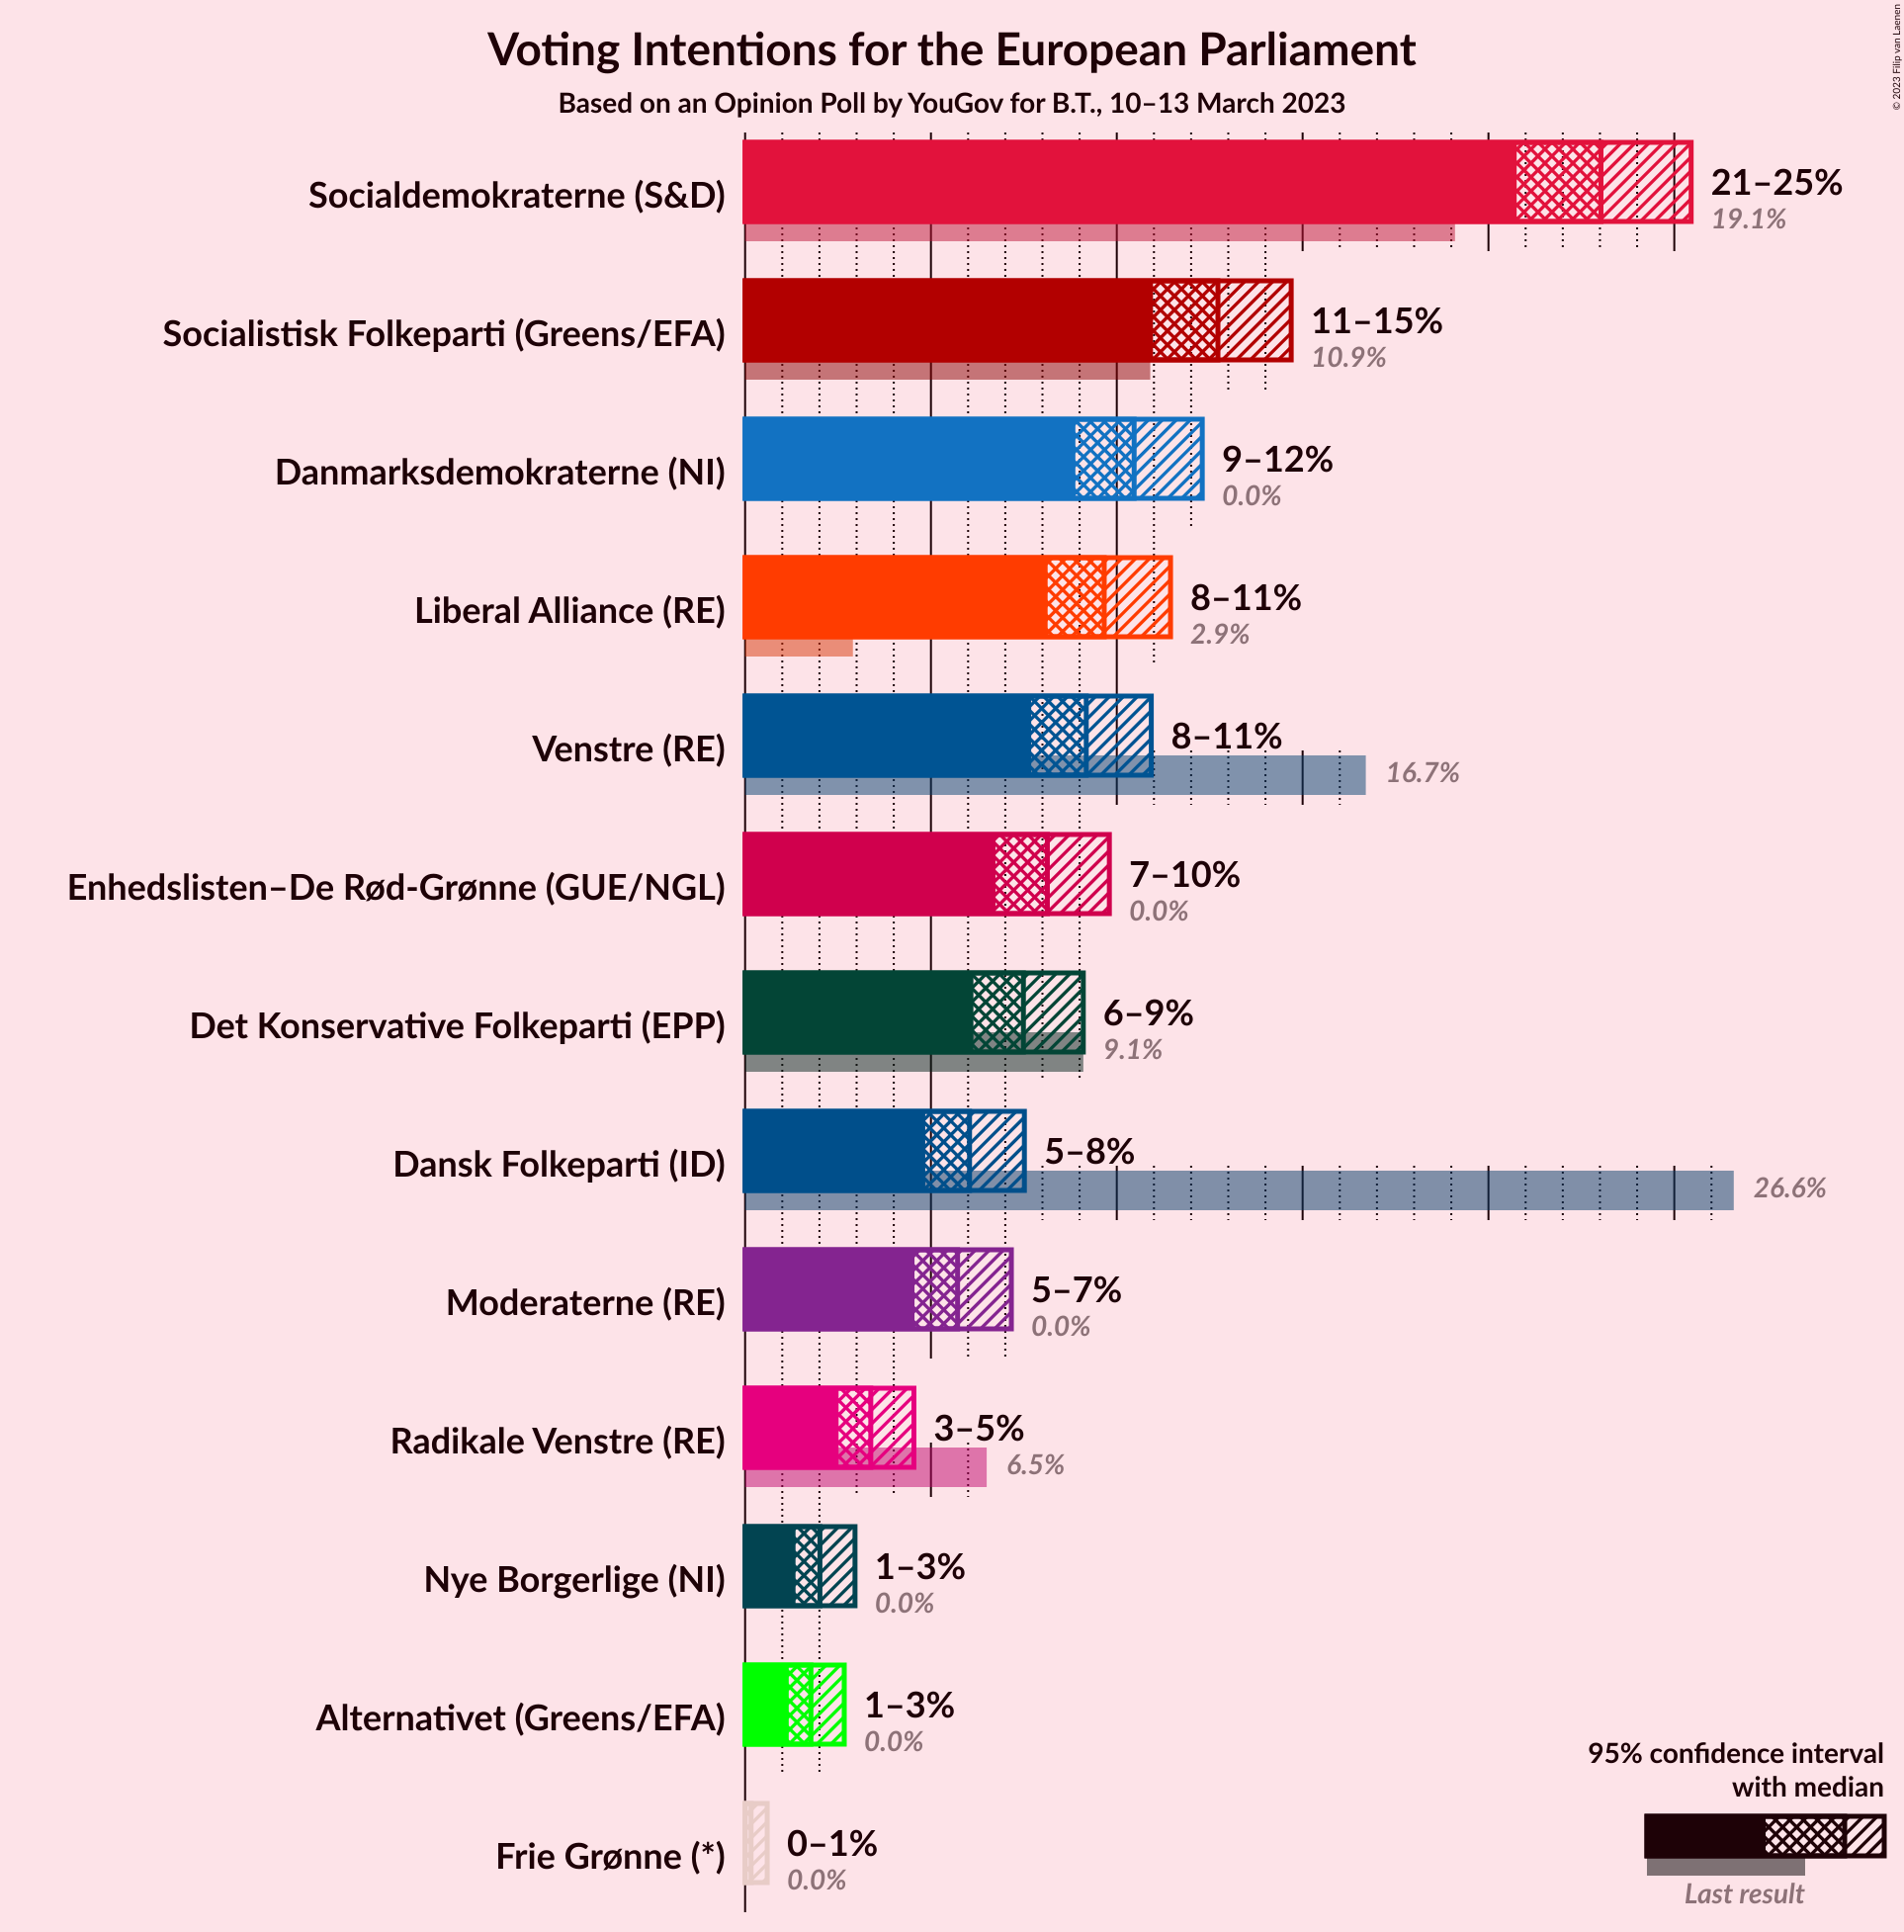 Voting Intentions for the European Parliament
Based on an Opinion Poll by YouGov for B.T., 10–13 March 2023
© 2023 Filip van Laenen
Socialdemokraterne (S&D)
21–25%
19.1%
Socialistisk Folkeparti (Greens/EFA)
11–15%
10.9%
Danmarksdemokraterne (NI)
9–12%
0.0%
Liberal Alliance (RE)
8–11%
2.9%
Venstre (RE)
8–11%
16.7%
Enhedslisten–De Rød-Grønne (GUE/NGL)
7–10%
0.0%
Det Konservative Folkeparti (EPP)
6–9%
9.1%
Dansk Folkeparti (ID)
5–8%
26.6%
Moderaterne (RE)
5–7%
0.0%
Radikale Venstre (RE)
3–5%
6.5%
Nye Borgerlige (NI)
1–3%
0.0%
Alternativet (Greens/EFA)
1–3%
0.0%
Frie Grønne (*)
0–1%
0.0%
95% confidence interval
with median
Last result